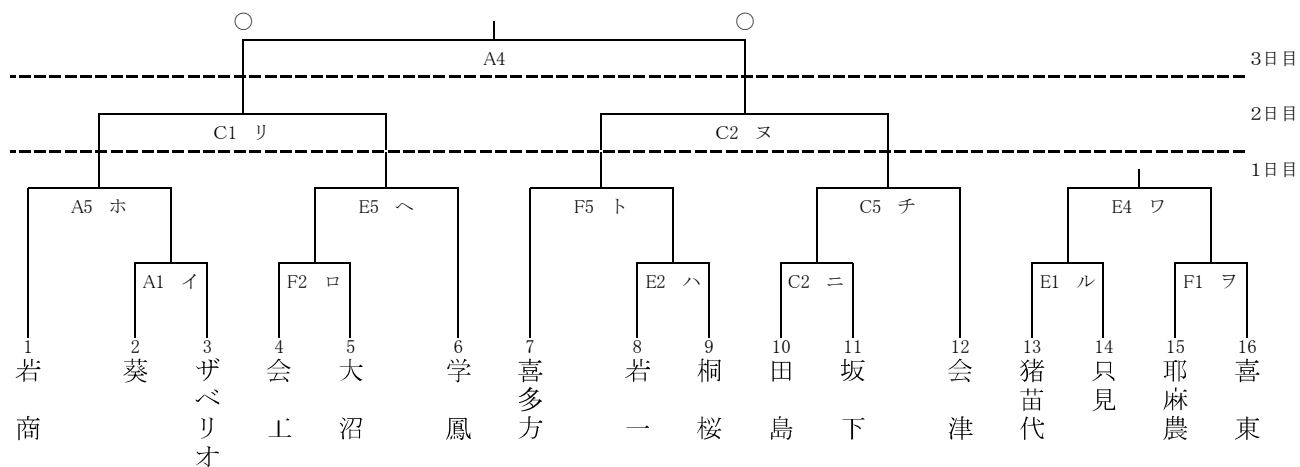 ○ ○
A4 3日目
C1 リ C2 ヌ 2日目
1日目
A5 ホ E5 ヘ F5 ト C5 チ E4 ワ
A1 イ F2 ロ E2 ハ C2 ニ E1 ル F1 ヲ
1 2 3 4 5 6 7 8 9 10 11 12 13 14 15 16
若商
葵
ザベリオ
会工
大沼
学鳳
喜多方
若一
桐桜
田島
坂下
会津
猪苗代
只見
耶麻農
喜東